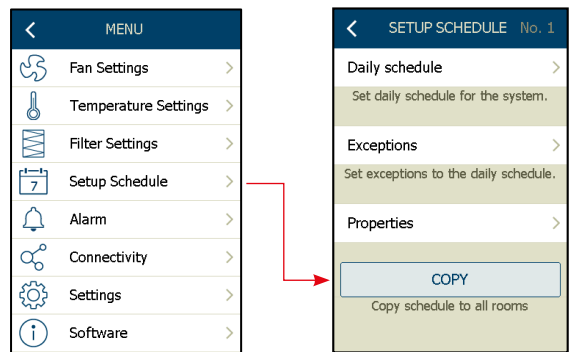 MENU
Fan Settings
Temperature Settings
Filter Settings
7
Setup Schedule
Alarm
Connectivity
Settings
i
Software
SETUP SCHEDULE No. 1
Daily schedule
Set daily schedule for the system.
Exceptions
Set exceptions to the daily schedule.
Properties
COPY
Copy schedule to all rooms